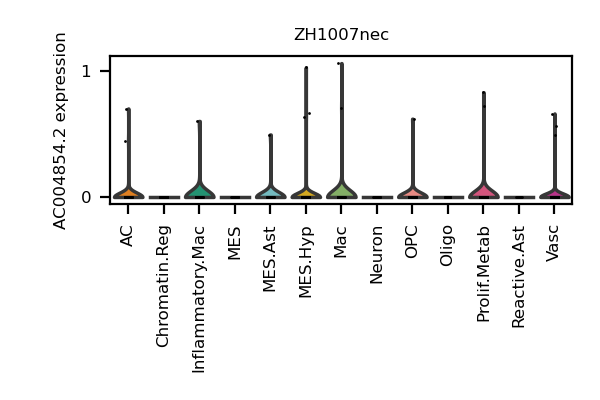 ZH1007nec
AC004854.2 expression
1
0
AC
Chromatin.Reg
Inflammatory.Mac
MES
MES.Ast
MES.Hyp
Mac
Neuron
OPC
Oligo
Prolif.Metab
Reactive.Ast
Vasc